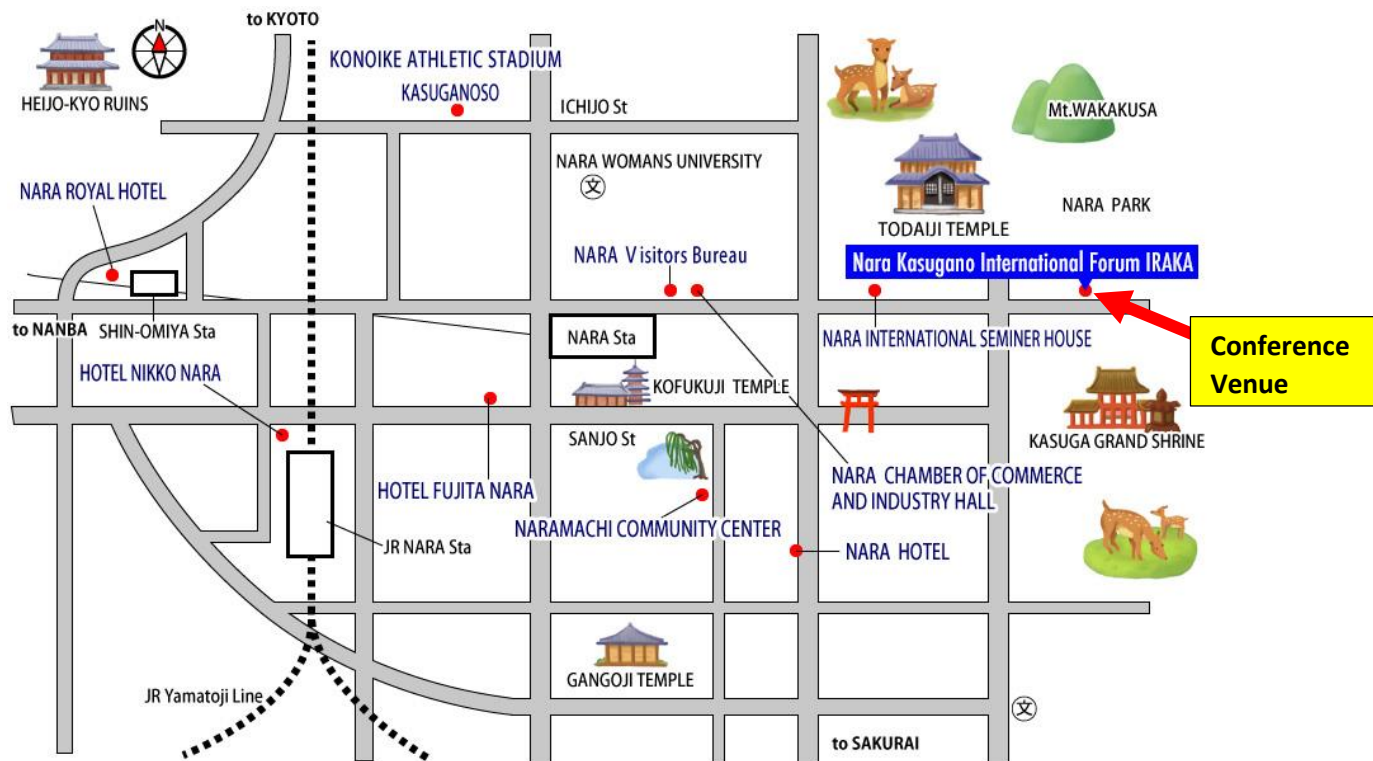 to KYOTO
N
HEIJO-KYO RUINS
KONOIKE ATHLETIC STADIUM
KASUGANOSO
ICHIJO St
Mt.WAKAKUSA
NARA WOMANS UNIVERSITY
文
NARA ROYAL HOTEL
NARA PARK
TODAIJI TEMPLE
NARA Visitors Bureau
Nara Kasugano International Forum IRAKA
to NANBA
SHIN-OMIYA Sta
NARA Sta
NARA INTERNATIONAL SEMINER HOUSE
Conference
Venue
HOTEL NIKKO NARA
KOFUKUJI TEMPLE
SANJO St
KASUGA GRAND SHRINE
HOTEL FUJITA NARA
NARA CHAMBER OF COMMERCE
AND INDUSTRY HALL
NARAMACHI COMMUNITY CENTER
JR NARA Sta
NARA HOTEL
GANGOJI TEMPLE
JR Yamatoji Line
文
to SAKURAI